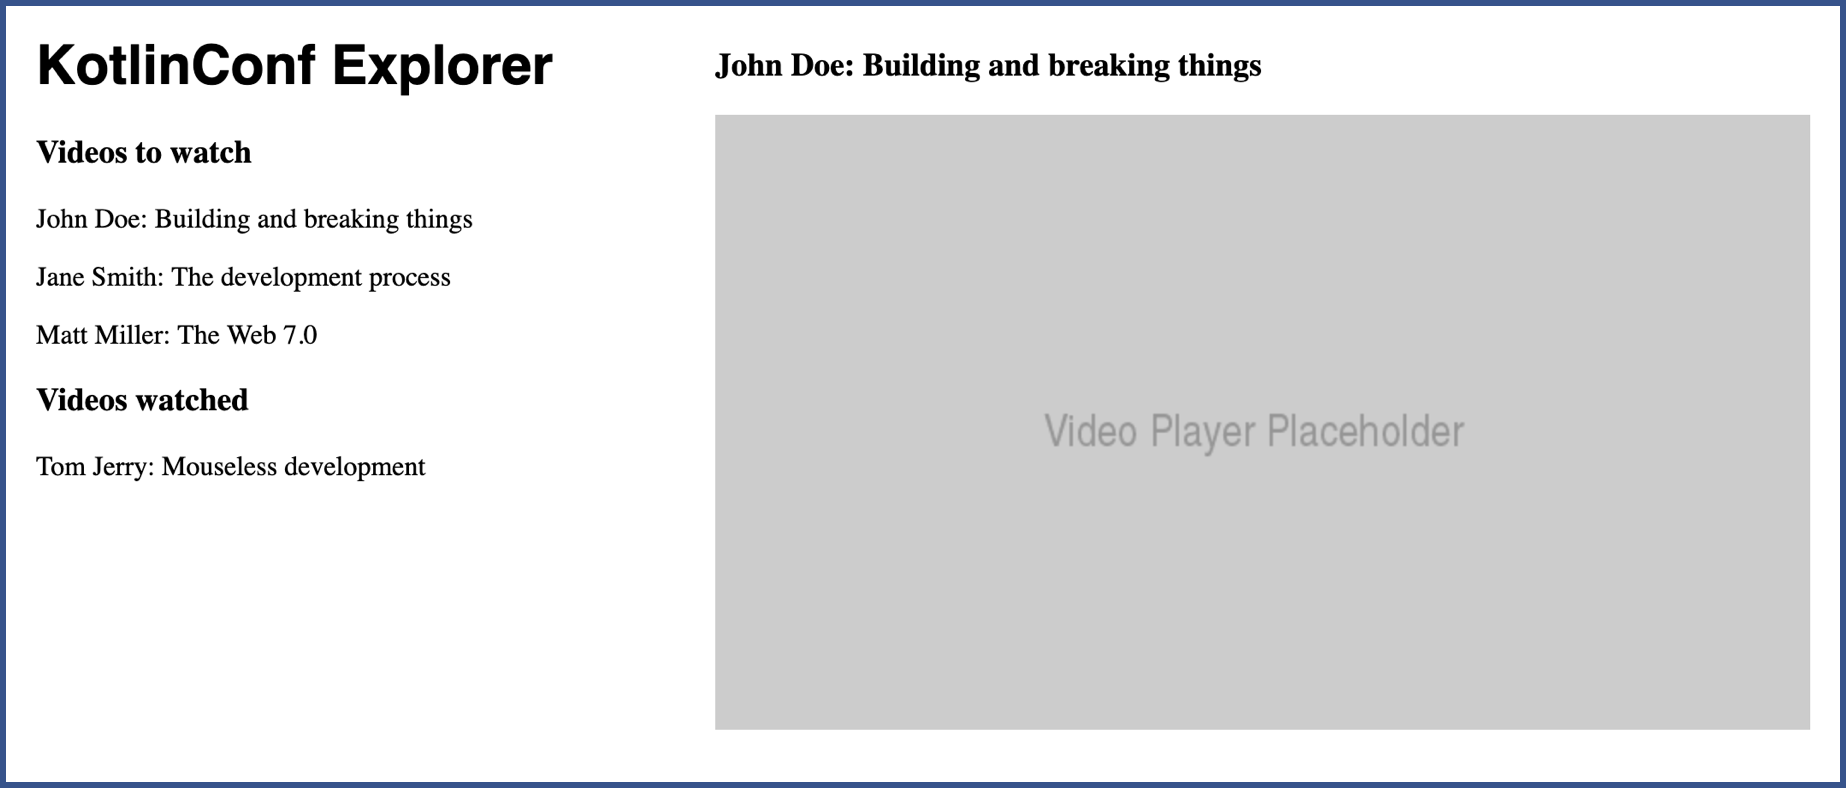 KotlinConf Explorer
Videos to watch
John Doe: Building and breaking things
Jane Smith: The development process
Matt Miller: The Web 7.0
Videos watched
Tom Jerry: Mouseless development
John Doe: Building and breaking things
Video Player Placeholder